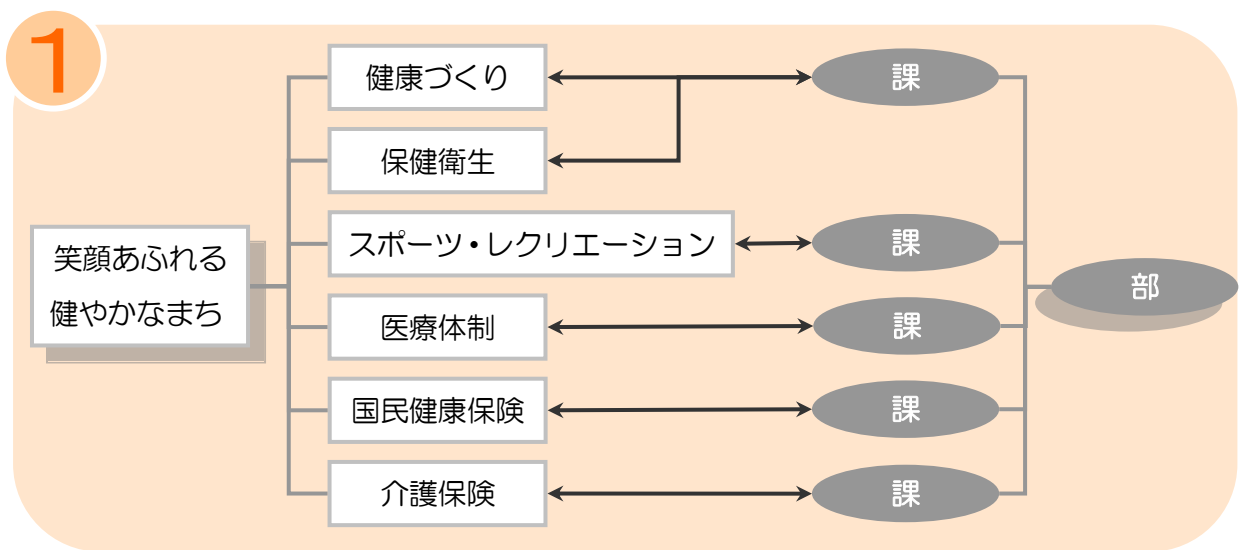 1
健康づくり
課
保健衛生
スポーツ・レクリエーション
課
笑顔あふれる
健やかなまち
部
医療体制
課
国民健康保険
課
介護保険
課